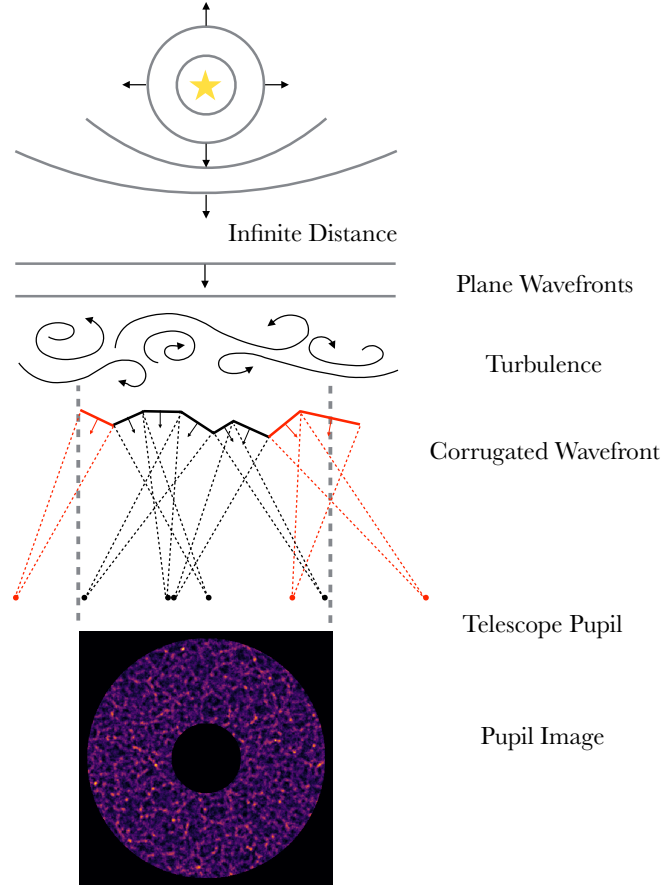 Infinite Distance
Plane Wavefronts
Turbulence
Corrugated Wavefront
Telescope Pupil
Pupil Image